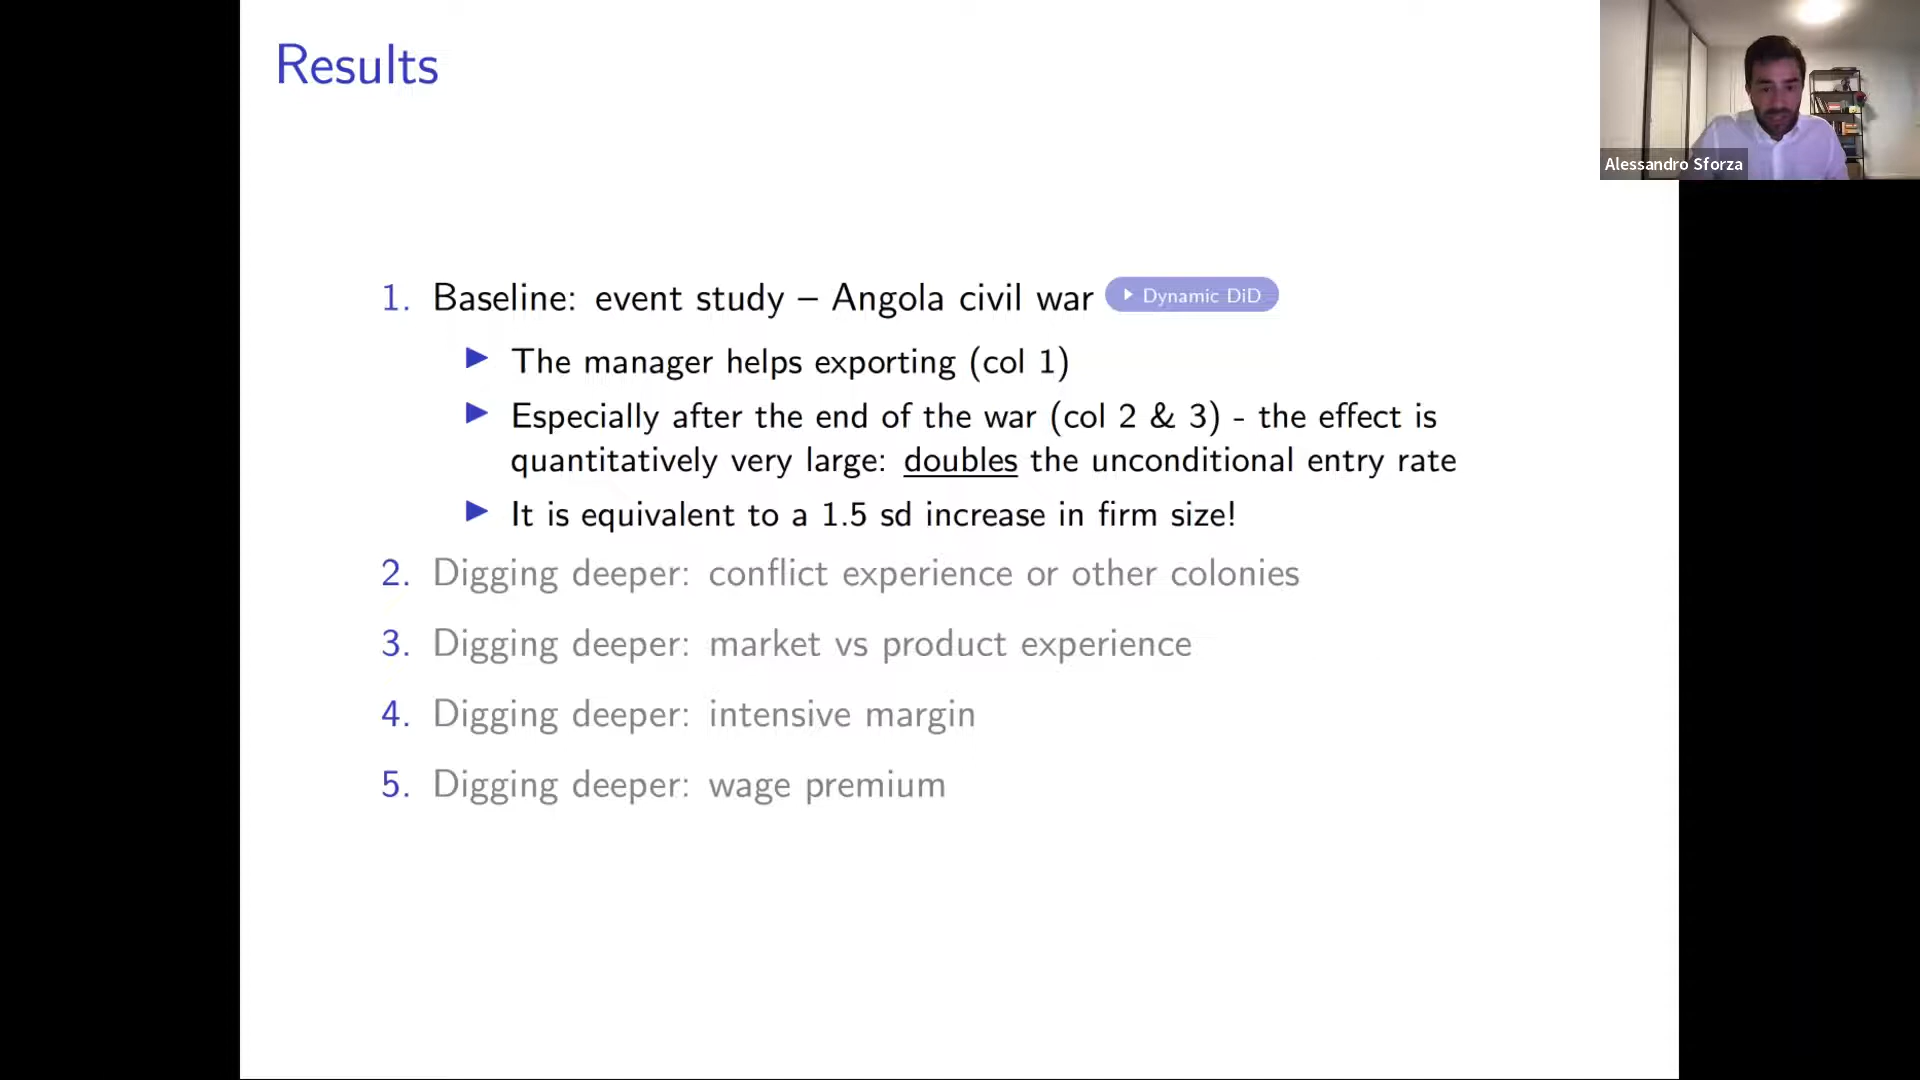 Results
Alessandro Sforza
1. Baseline: event study – Angola civil war Dynamic DiD
The manager helps exporting (col 1)
Especially after the end of the war (col 2 & 3) - the effect is
quantitatively very large: doubles the unconditional entry rate
It is equivalent to a 1.5 sd increase in firm size!
2. Digging deeper: conflict experience or other colonies
3. Digging deeper: market vs product experience
4. Digging deeper: intensive margin
5. Digging deeper: wage premium